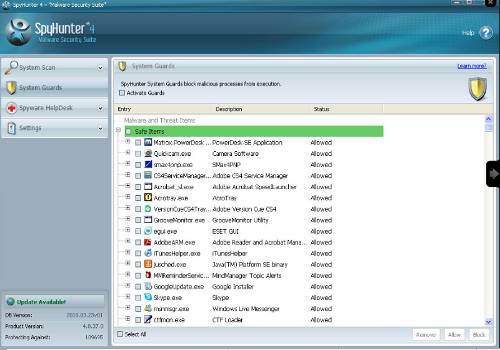 SpyHunter 4 - "Malware Security Suite"
SpyHunter 4
Malware Security Suite
Help
System Scan
System Guards
Spyware HelpDesk
Settings
System Guards
Learn more!
SpyHunter System Guards block malicious processes from execution.
Activate Guards
Entry Description Status
Malware and Threat Items
Safe Items Allowed
Matrox.PowerDesk ... PowerDesk-SE Application Allowed
Quickcam.exe Camera Software Allowed
smax4pnp.exe SMax4PNP Allowed
CS4ServiceManager... Adobe CS4 Service Manager Allowed
Acrobat_sl.exe Adobe Acrobat SpeedLauncher Allowed
Acrotray.exe AcroTray Allowed
VersionCueCS4Tray... Adobe Version Cue CS4 Allowed
GrooveMonitor.exe GrooveMonitor Utility Allowed
egui.exe ESET GUI Allowed
AdobeARM.exe Adobe Reader and Acrobat Mana... Allowed
iTunesHelper.exe iTunesHelper Allowed
jusched.exe Java(TM) Platform SE binary Allowed
MMReminderServic... MindManager Topic Alerts Allowed
GoogleUpdate.exe Google Installer Allowed
Skype.exe Skype Allowed
msnmsgr.exe Windows Live Messenger Allowed
ctfmon.exe CTF Loader Allowed
Select All
Remove Allow Block
Update Available!
DB Version: 2010.03.23v01
Product Version: 4.0.37.0
Protecting Against: 109695